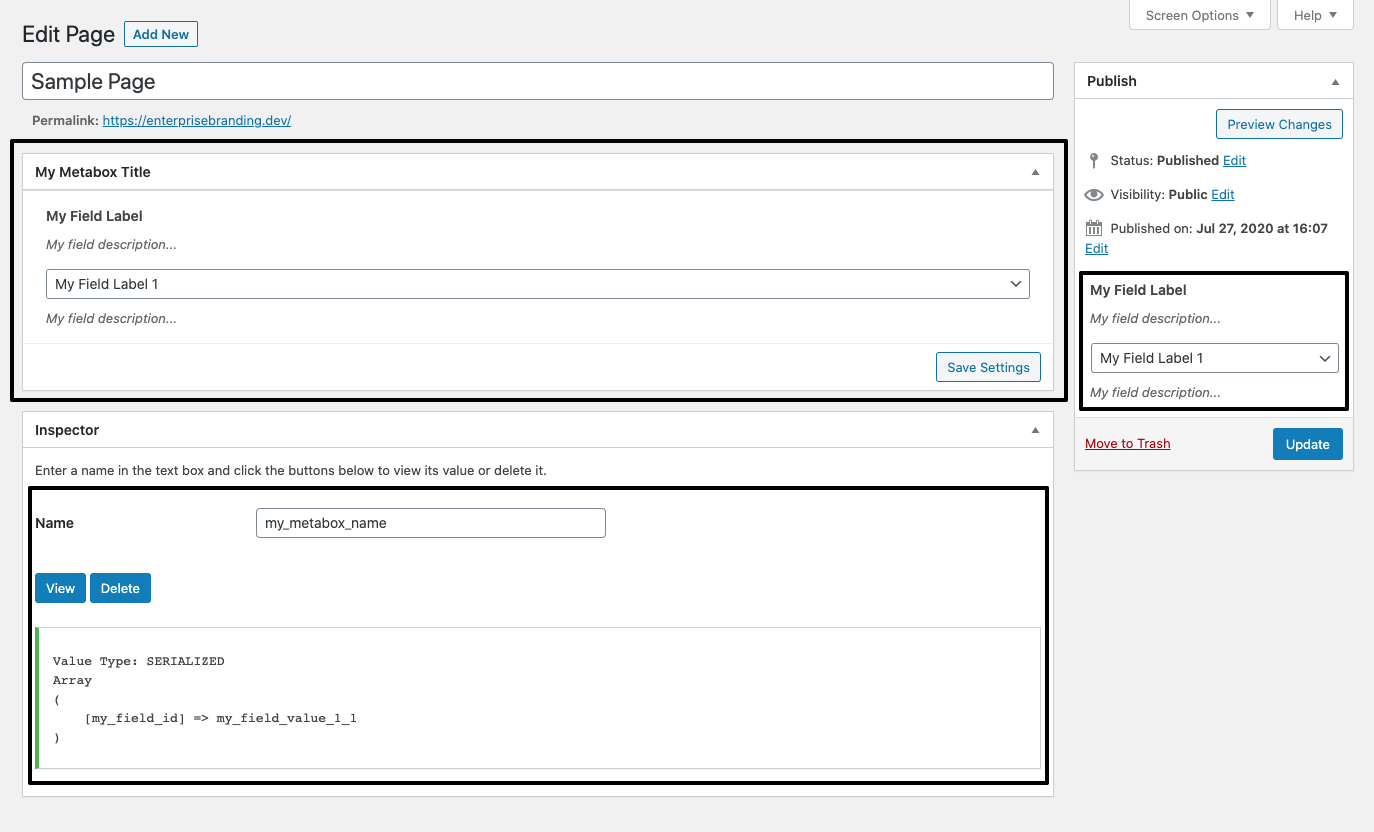 Screen Options
Help
Edit Page
Add New
Sample Page
Permalink: https://enterprisebranding.dev/
My Metabox Title
My Field Label
My field description...
My Field Label 1
My field description...
Save Settings
Inspector
Enter a name in the text box and click the buttons below to view its value or delete it.
Name
my_metabox_name
View
Delete
Value Type: SERIALIZED
Array
(
    [my_field_id] => my_field_value_1_1
)
Publish
Preview Changes
Status: Published Edit
Visibility: Public Edit
Published on: Jul 27, 2020 at 16:07
Edit
My Field Label
My field description...
My Field Label 1
My field description...
Move to Trash
Update